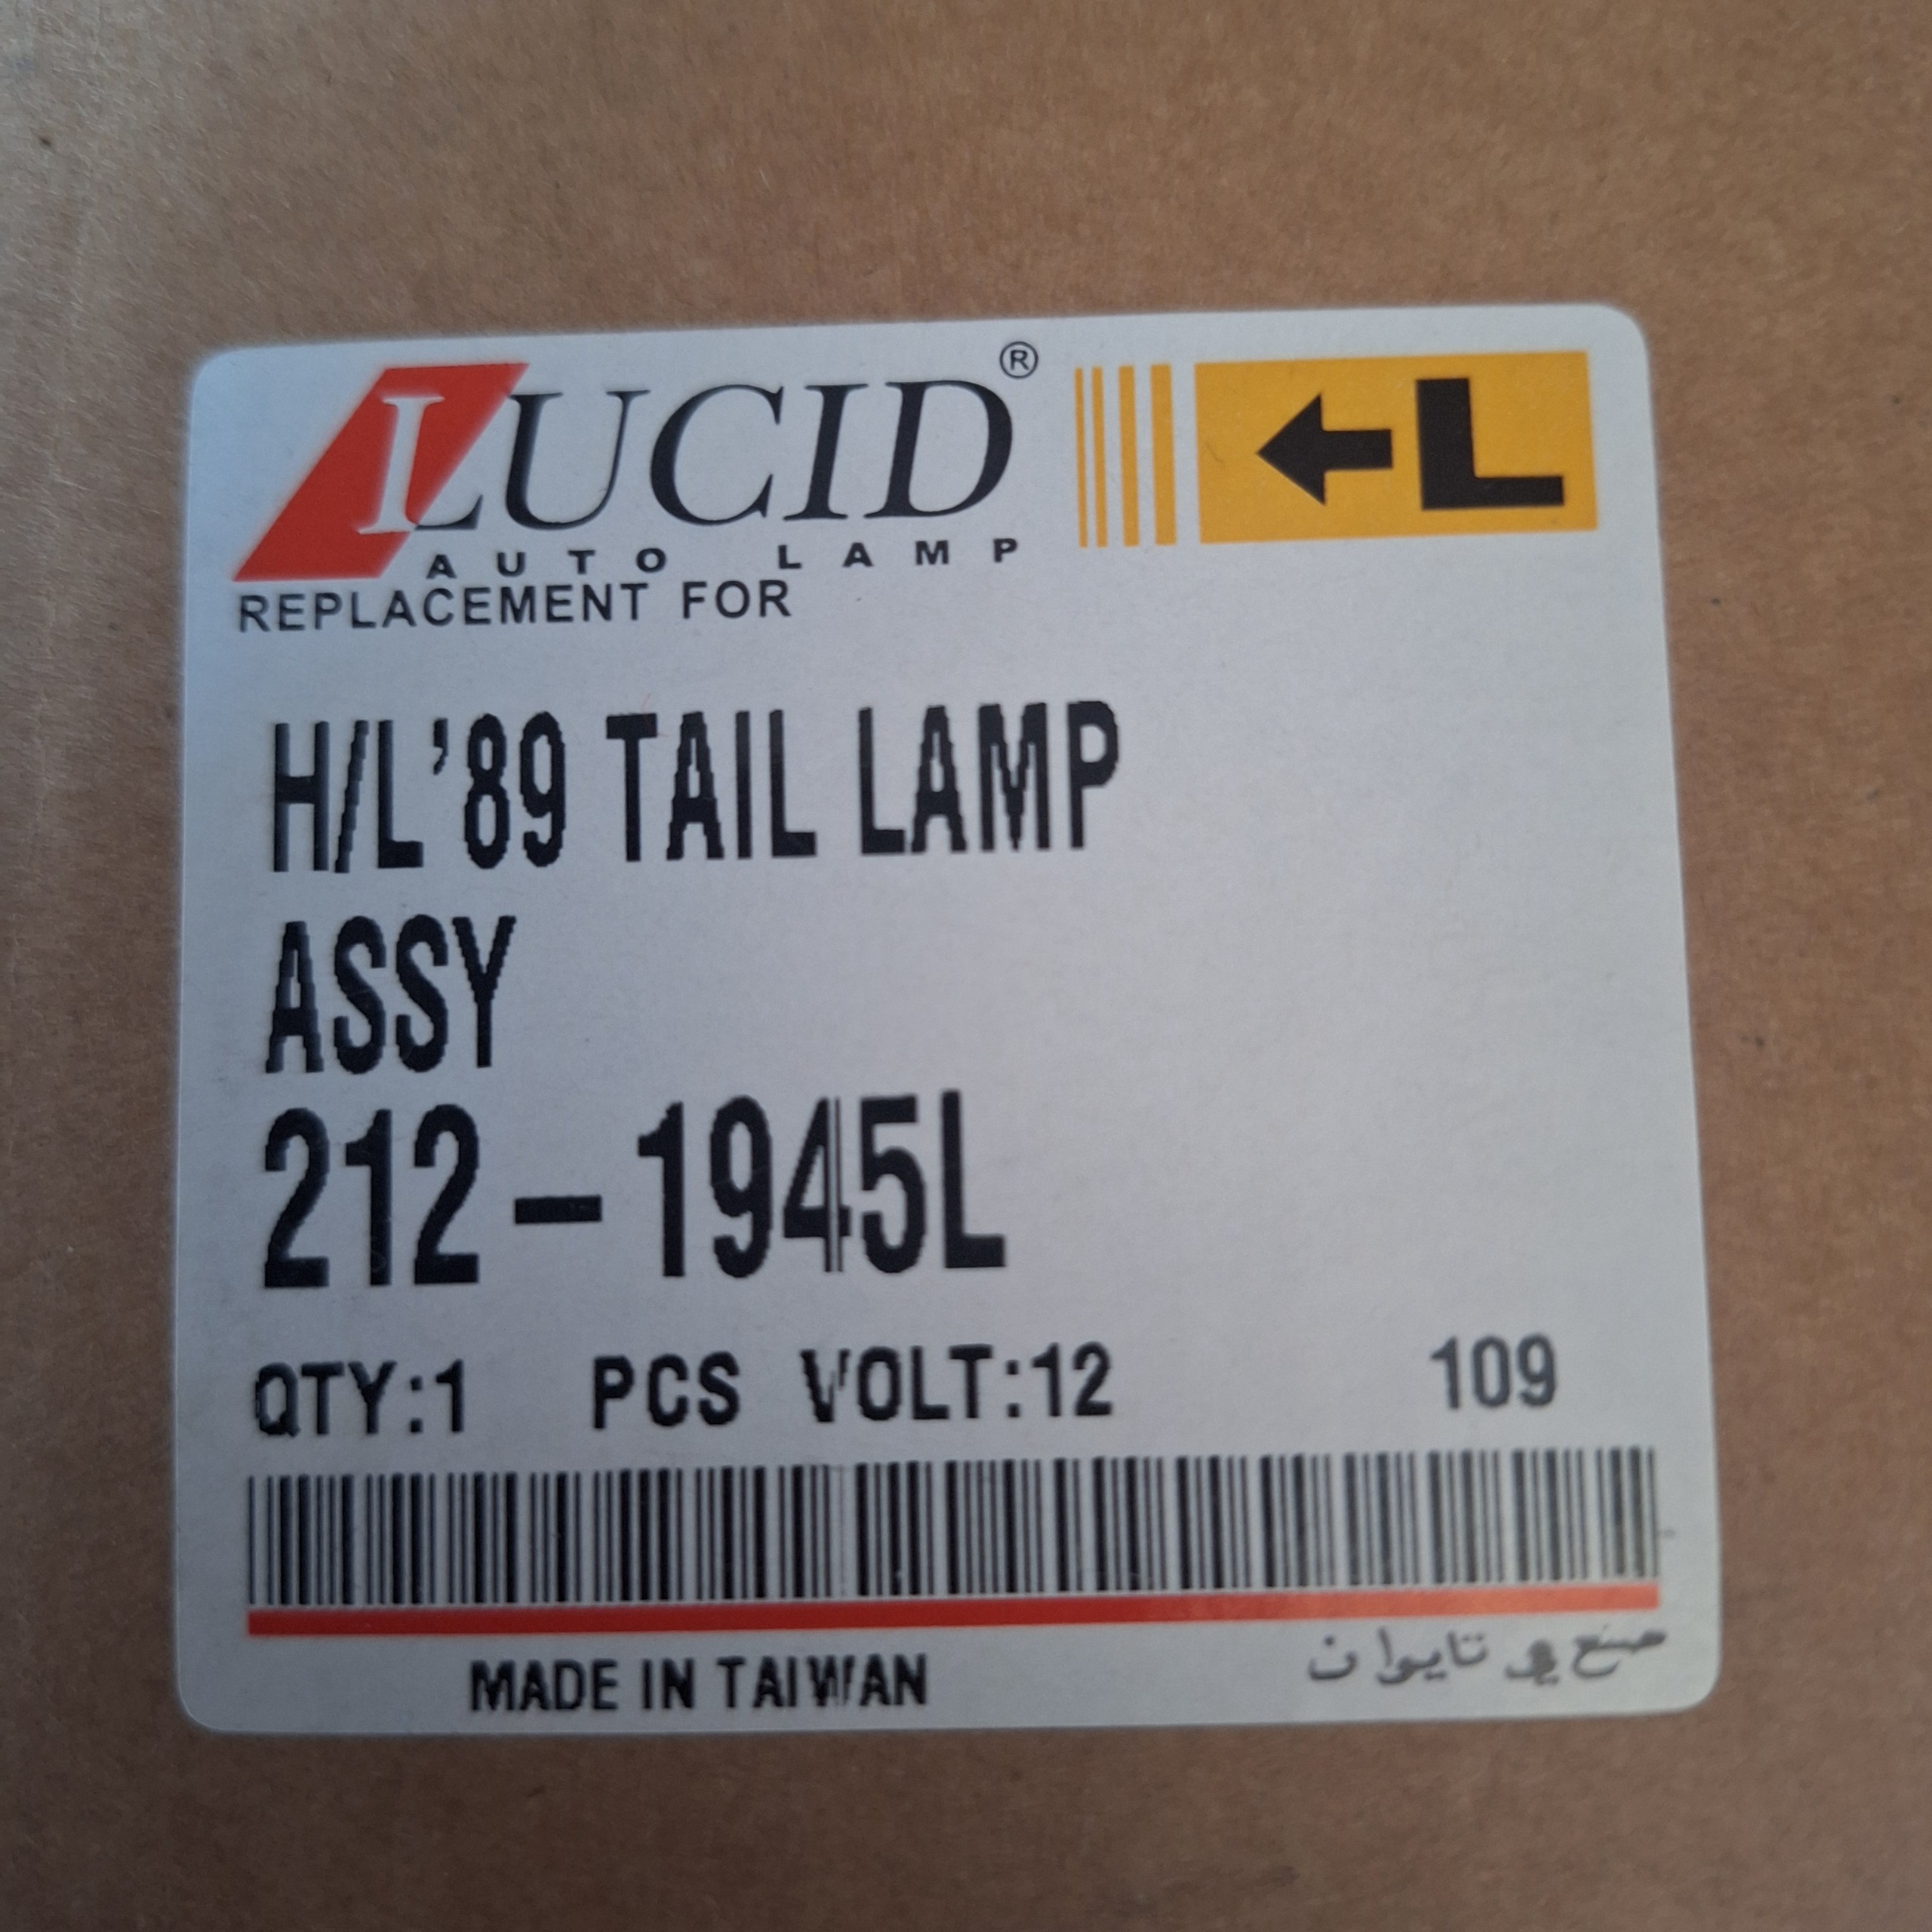 LUCID® ←L
AUTO LAMP
REPLACEMENT FOR
H/L'89 TAIL LAMP
ASSY
212-1945L
QTY:1 PCS VOLT:12 109
MADE IN TAIWAN صنع في تايوان